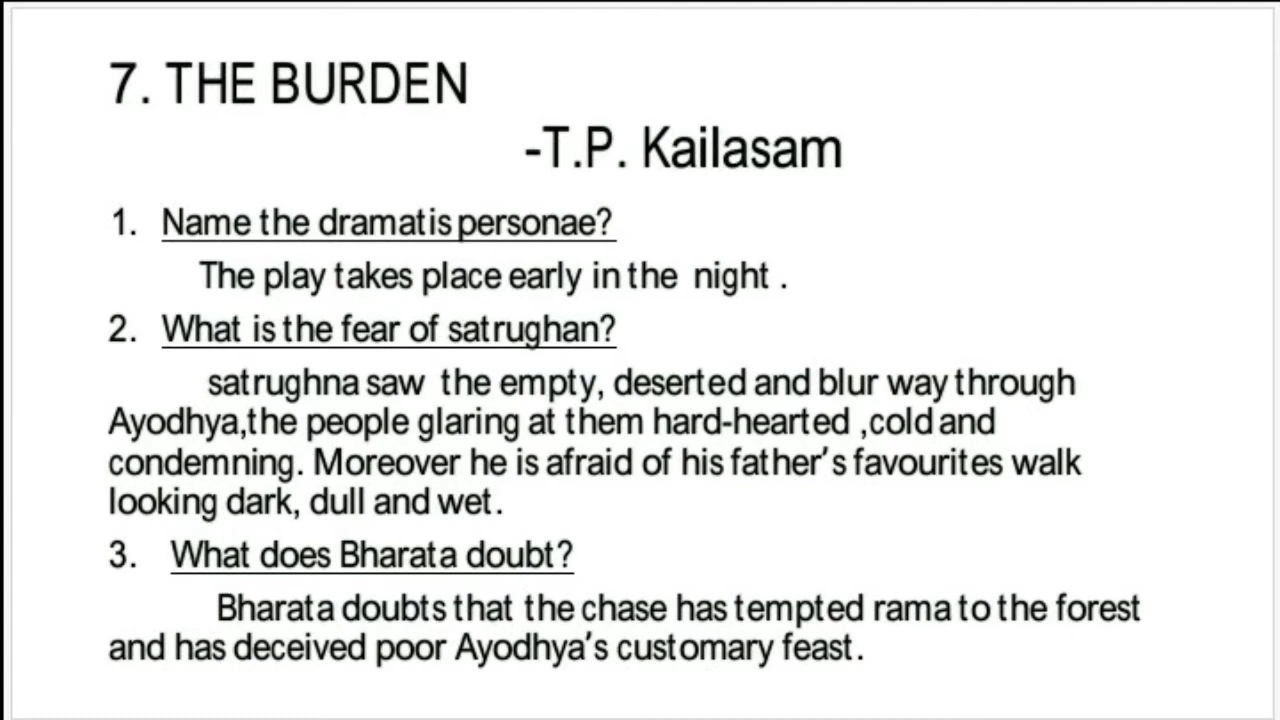 7. THE BURDEN
-T.P. Kailasam
1. Name the dramatis personae?
The play takes place early in the night .
2. What is the fear of satrughan?
satrughna saw the empty, deserted and blur way through
Ayodhya,the people glaring at them hard-hearted ,cold and
condemning. Moreover he is afraid of his father's favourites walk
looking dark, dull and wet.
3. What does Bharata doubt?
Bharata doubts that the chase has tempted rama to the forest
and has deceived poor Ayodhya's customary feast.